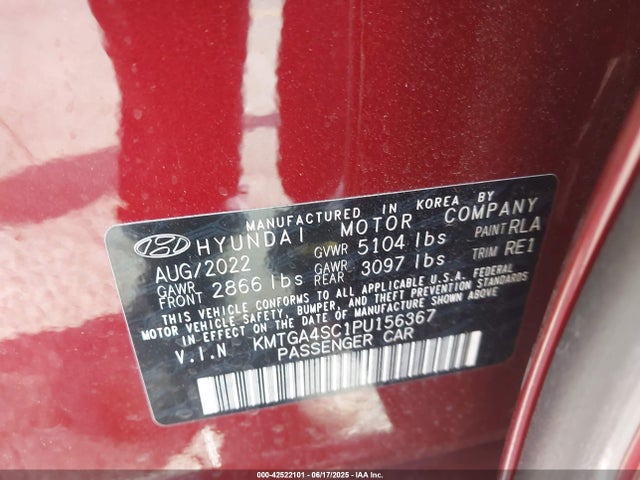 MANUFACTURED IN KOREA BY
HYUNDAI MOTOR COMPANY
AUG/2022 GVWR 5104 lbs PAINT RLA
GAWR FRONT 2866 lbs GAWR REAR 3097 lbs TRIM RE1
THIS VEHICLE CONFORMS TO ALL APPLICABLE U.S.A. FEDERAL
MOTOR VEHICLE SAFETY, BUMPER, AND THEFT PREVENTION STANDARDS
IN EFFECT ON THE DATE OF MANUFACTURE SHOWN ABOVE.
V.I.N KMTGA4SC1PU156367
PASSENGER CAR
000-42522101 - 06/17/2025 - IAA Inc.